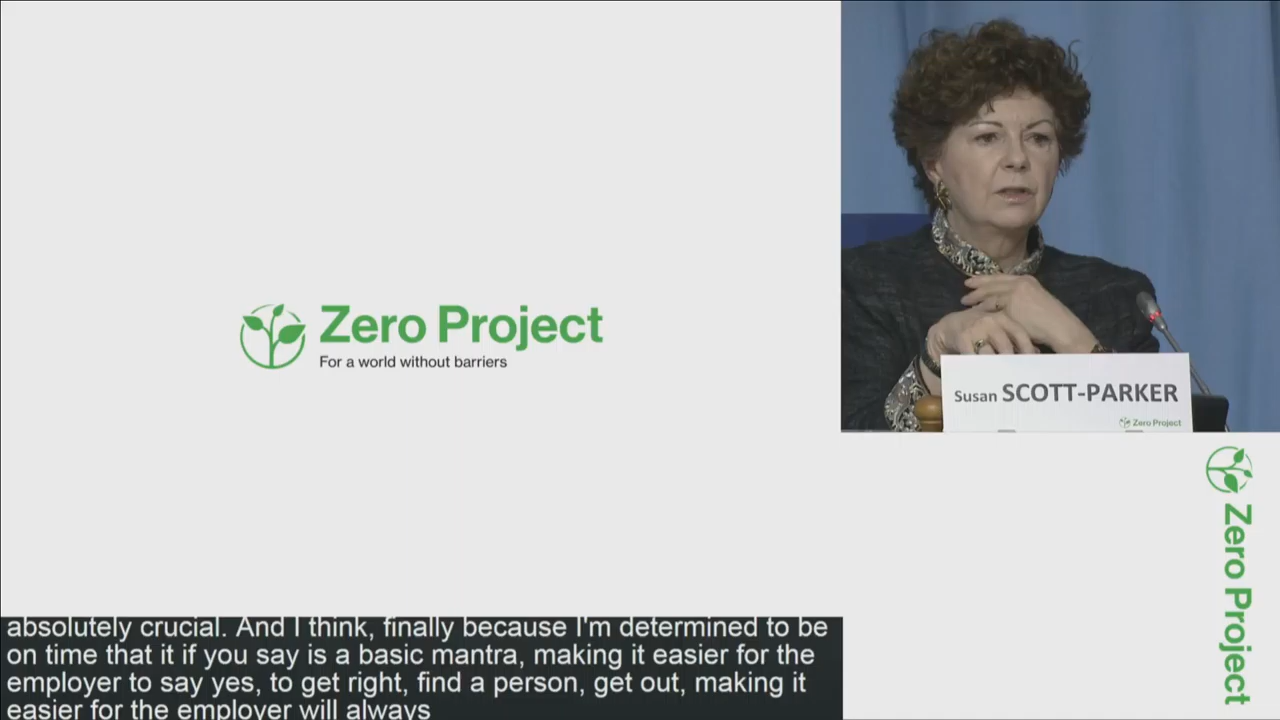 Zero Project
For a world without barriers
Susan SCOTT-PARKER
Zero Project
Zero Project
absolutely crucial. And I think, finally because I'm determined to be
on time that it if you say is a basic mantra, making it easier for the
employer to say yes, to get right, find a person, get out, making it
easier for the employer will always